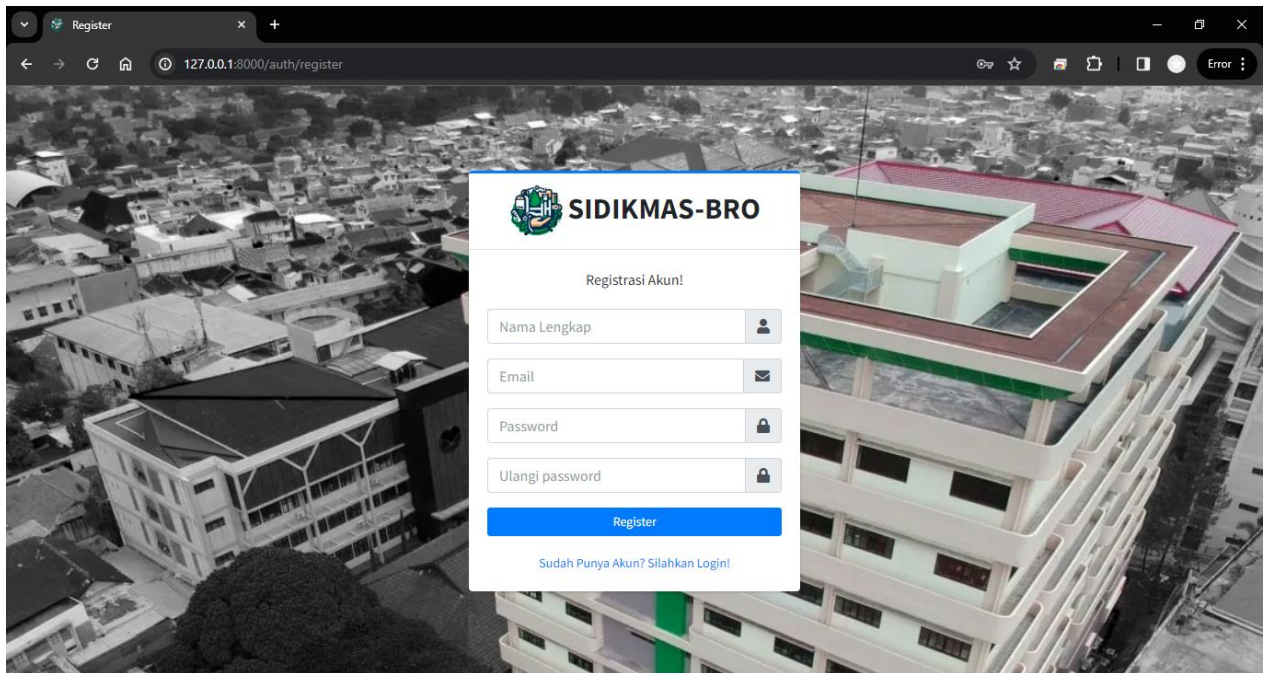 Register
127.0.0.1:8000/auth/register
Error
SIDIKMAS-BRO
Registrasi Akun!
Nama Lengkap
Email
Password
Ulangi password
Register
Sudah Punya Akun? Silahkan Login!